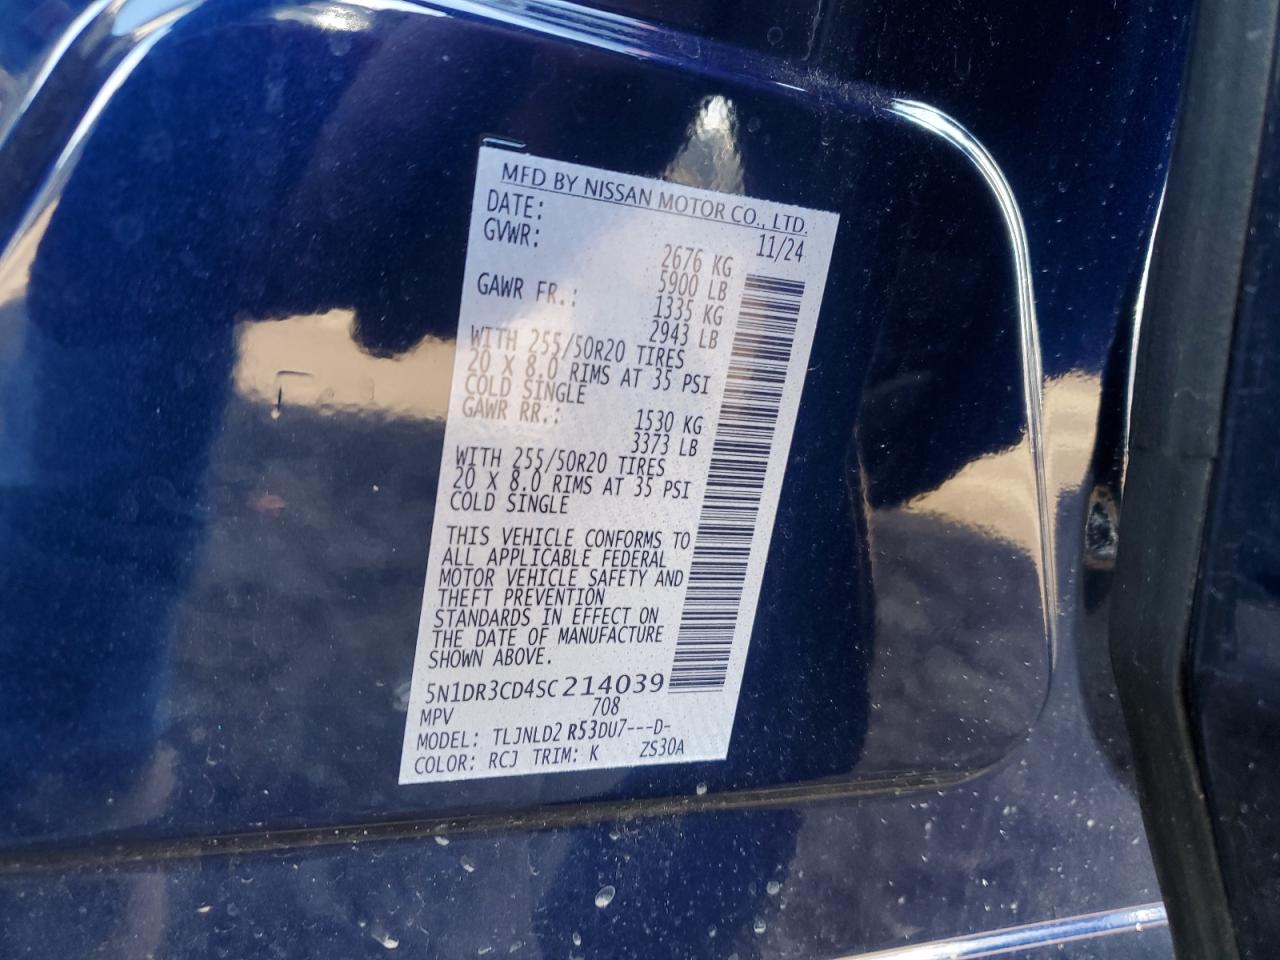 MFD BY NISSAN MOTOR CO., LTD.
DATE: 11/24
GVWR: 2676 KG
5900 LB
GAWR FR.: 1335 KG
2943 LB
WITH 255/50R20 TIRES
20 X 8.0 RIMS AT 35 PSI
COLD SINGLE
GAWR RR.: 1530 KG
3373 LB
WITH 255/50R20 TIRES
20 X 8.0 RIMS AT 35 PSI
COLD SINGLE
THIS VEHICLE CONFORMS TO
ALL APPLICABLE FEDERAL
MOTOR VEHICLE SAFETY AND
THEFT PREVENTION
STANDARDS IN EFFECT ON
THE DATE OF MANUFACTURE
SHOWN ABOVE.
5N1DR3CD4SC214039
MPV 708
MODEL: TLJNLD2 R53DU7---D-
COLOR: RCJ TRIM: K ZS30A